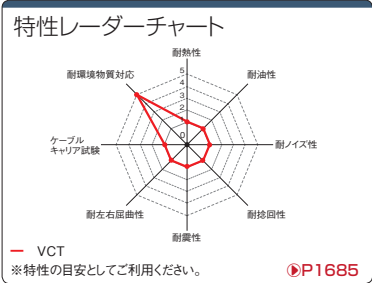 特性レーダーチャート
耐熱性
耐環境物質対応
耐油性
5
4
3
2
1
0
ケーブル
キャリア試験
耐ノイズ性
耐左右屈曲性
耐捻回性
耐震性
VCT
※特性の目安としてご利用ください。
P1685